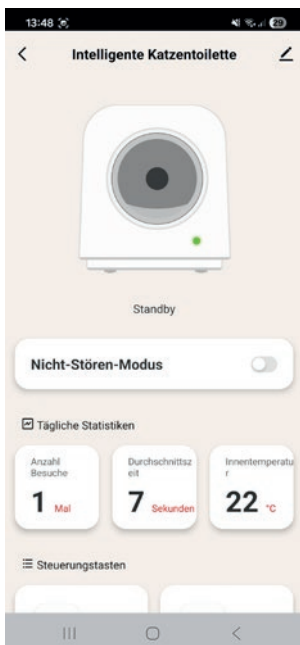 13:48
29
Intelligente Katzentoilette
Standby
Nicht-Stören-Modus
Tägliche Statistiken
Anzahl
Besuche
1 Mal
Durchschnittsz
eit
7 Sekunden
Innentemperatu
r
22 °C
Steuerungstasten